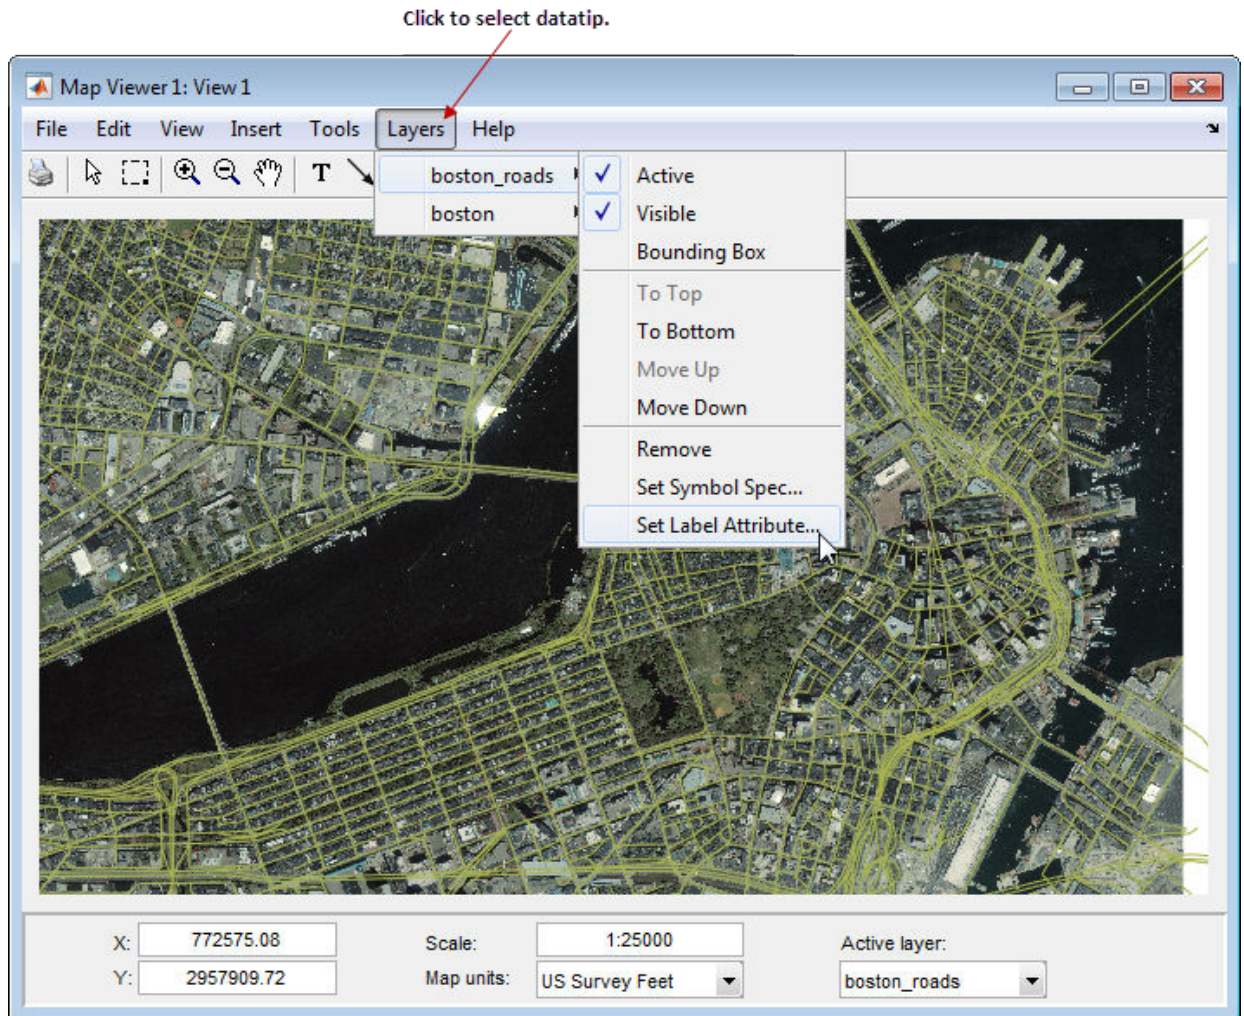 Click to select datatip.
Map Viewer 1: View 1
File Edit View Insert Tools Layers Help
T
boston_roads
boston
Active
Visible
Bounding Box
To Top
To Bottom
Move Up
Move Down
Remove
Set Symbol Spec...
Set Label Attribute...
X: 772575.08 Scale: 1:25000 Active layer:
Y: 2957909.72 Map units: US Survey Feet boston_roads